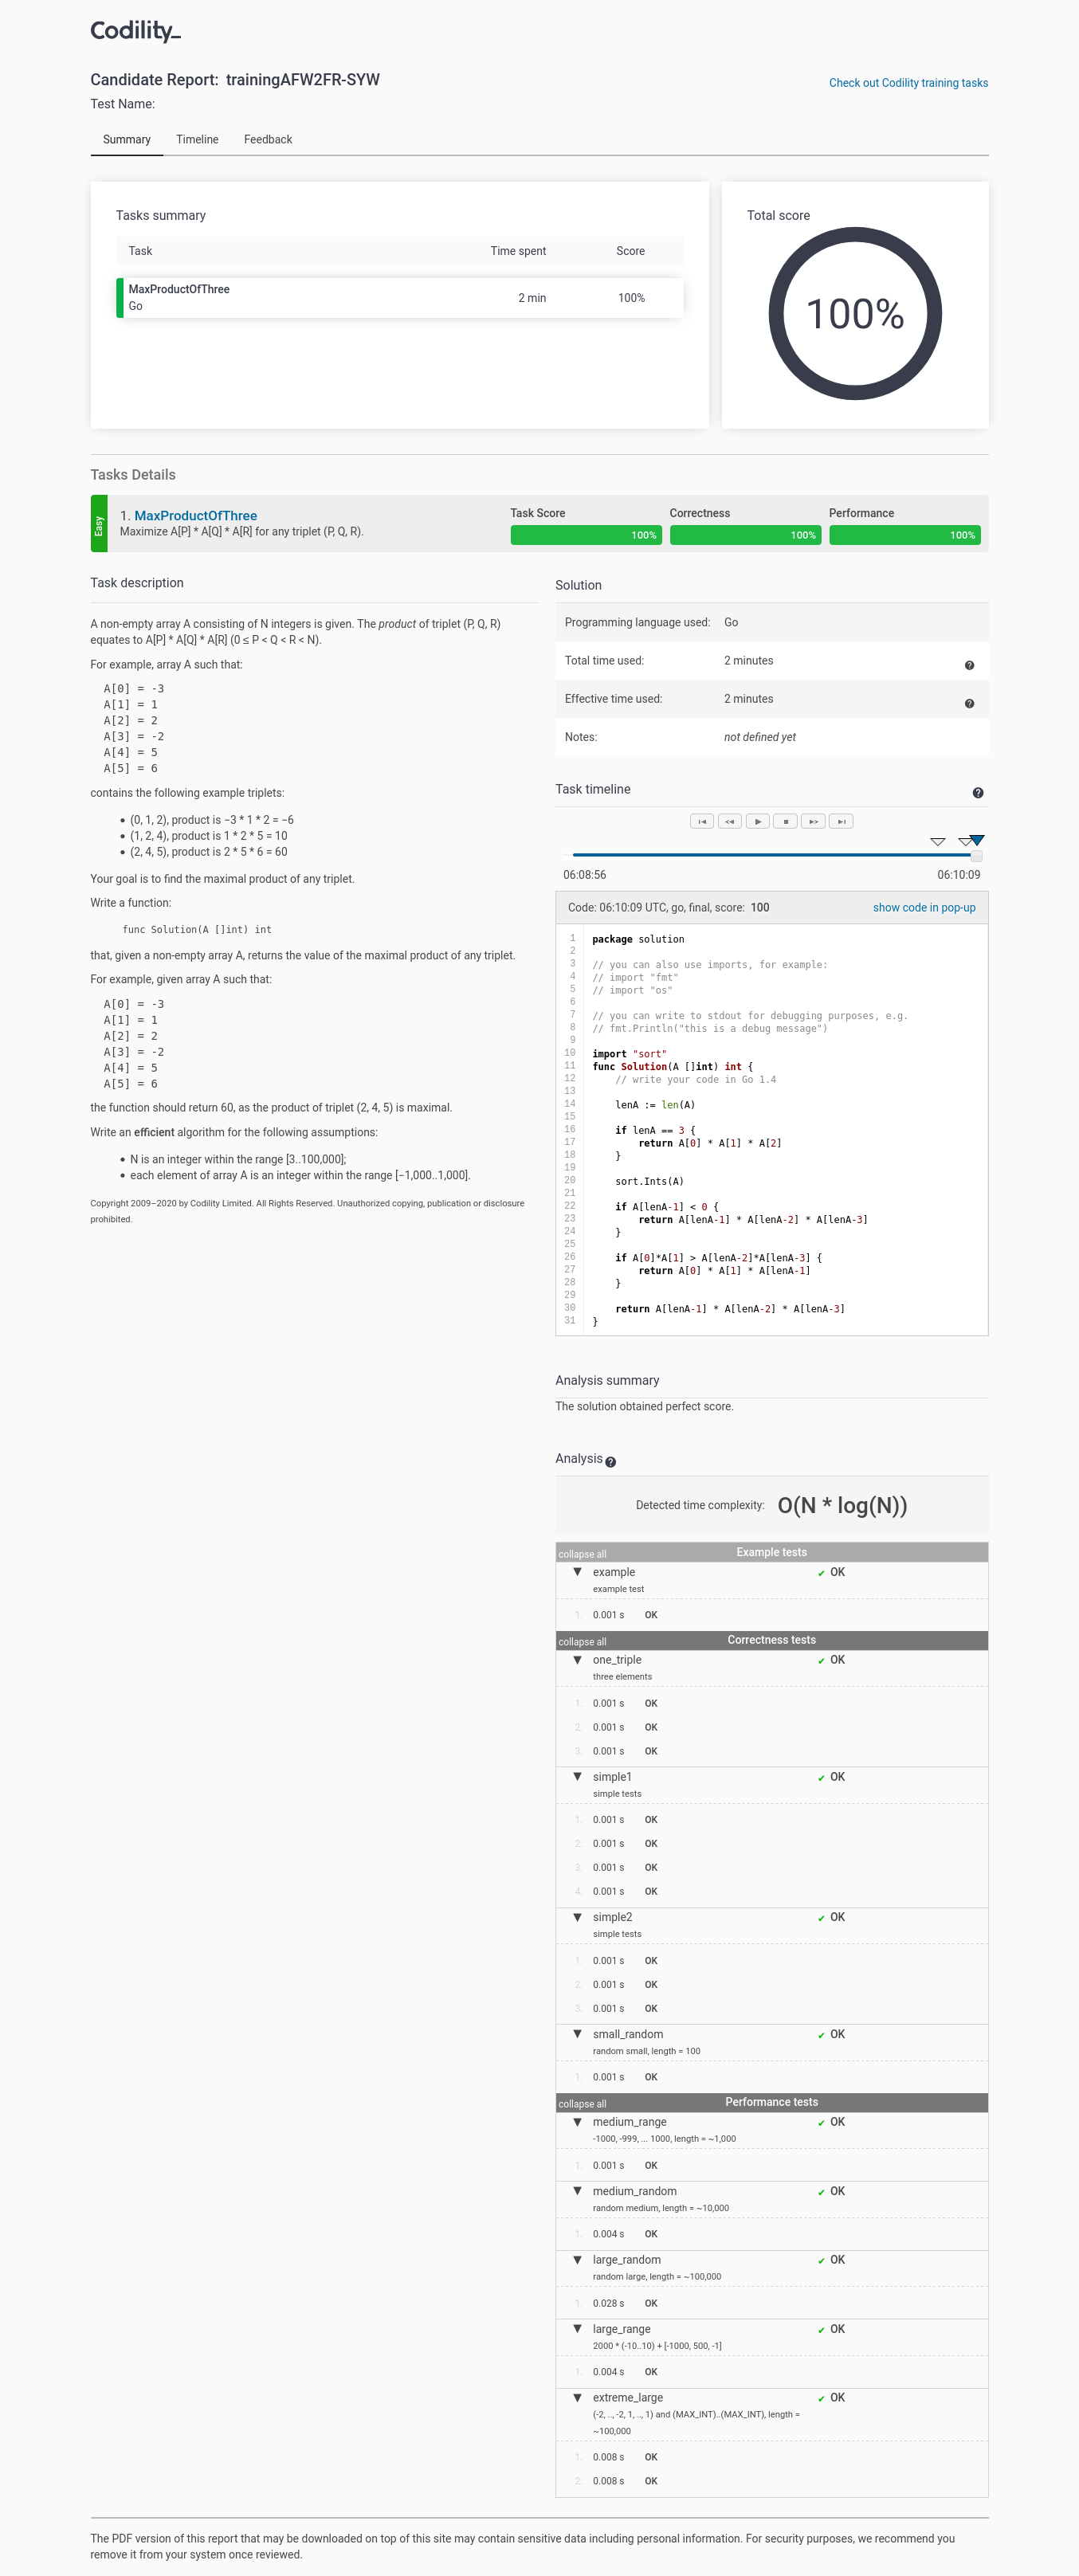 Codility_
Candidate Report: trainingAFW2FR-SYW
Check out Codility training tasks
Test Name:
Summary Timeline Feedback
Tasks summary
Task Time spent Score
MaxProductOfThree
Go
2 min 100%
Total score
100%
Tasks Details
Easy
1. MaxProductOfThree
Maximize A[P] * A[Q] * A[R] for any triplet (P, Q, R).
Task Score Correctness Performance
100% 100% 100%
Task description
A non-empty array A consisting of N integers is given. The product of triplet (P, Q, R)
equates to A[P] * A[Q] * A[R] (0 ≤ P < Q < R < N).
For example, array A such that:
A[0] = -3
A[1] = 1
A[2] = 2
A[3] = -2
A[4] = 5
A[5] = 6
contains the following example triplets:
• (0, 1, 2), product is −3 * 1 * 2 = −6
• (1, 2, 4), product is 1 * 2 * 5 = 10
• (2, 4, 5), product is 2 * 5 * 6 = 60
Your goal is to find the maximal product of any triplet.
Write a function:
func Solution(A []int) int
that, given a non-empty array A, returns the value of the maximal product of any triplet.
For example, given array A such that:
A[0] = -3
A[1] = 1
A[2] = 2
A[3] = -2
A[4] = 5
A[5] = 6
the function should return 60, as the product of triplet (2, 4, 5) is maximal.
Write an efficient algorithm for the following assumptions:
• N is an integer within the range [3..100,000];
• each element of array A is an integer within the range [−1,000..1,000].
Copyright 2009–2020 by Codility Limited. All Rights Reserved. Unauthorized copying, publication or disclosure
prohibited.
Solution
Programming language used: Go
Total time used: 2 minutes
Effective time used: 2 minutes
Notes: not defined yet
Task timeline
06:08:56 06:10:09
Code: 06:10:09 UTC, go, final, score: 100
show code in pop-up
1 package solution
2
3 // you can also use imports, for example:
4 // import "fmt"
5 // import "os"
6
7 // you can write to stdout for debugging purposes, e.g.
8 // fmt.Println("this is a debug message")
9
10 import "sort"
11 func Solution(A []int) int {
12     // write your code in Go 1.4
13
14     lenA := len(A)
15
16     if lenA == 3 {
17         return A[0] * A[1] * A[2]
18     }
19
20     sort.Ints(A)
21
22     if A[lenA-1] < 0 {
23         return A[lenA-1] * A[lenA-2] * A[lenA-3]
24     }
25
26     if A[0]*A[1] > A[lenA-2]*A[lenA-3] {
27         return A[0] * A[1] * A[lenA-1]
28     }
29
30     return A[lenA-1] * A[lenA-2] * A[lenA-3]
31 }
Analysis summary
The solution obtained perfect score.
Analysis
Detected time complexity: O(N * log(N))
collapse all Example tests
▼ example ✔ OK
example test
1. 0.001 s OK
collapse all Correctness tests
▼ one_triple ✔ OK
three elements
1. 0.001 s OK
2. 0.001 s OK
3. 0.001 s OK
▼ simple1 ✔ OK
simple tests
1. 0.001 s OK
2. 0.001 s OK
3. 0.001 s OK
4. 0.001 s OK
▼ simple2 ✔ OK
simple tests
1. 0.001 s OK
2. 0.001 s OK
3. 0.001 s OK
▼ small_random ✔ OK
random small, length = 100
1. 0.001 s OK
collapse all Performance tests
▼ medium_range ✔ OK
-1000, -999, ... 1000, length = ~1,000
1. 0.001 s OK
▼ medium_random ✔ OK
random medium, length = ~10,000
1. 0.004 s OK
▼ large_random ✔ OK
random large, length = ~100,000
1. 0.028 s OK
▼ large_range ✔ OK
2000 * (-10..10) + [-1000, 500, -1]
1. 0.004 s OK
▼ extreme_large ✔ OK
(-2, .., -2, 1, .., 1) and (MAX_INT)..(MAX_INT), length =
~100,000
1. 0.008 s OK
2. 0.008 s OK
The PDF version of this report that may be downloaded on top of this site may contain sensitive data including personal information. For security purposes, we recommend you
remove it from your system once reviewed.